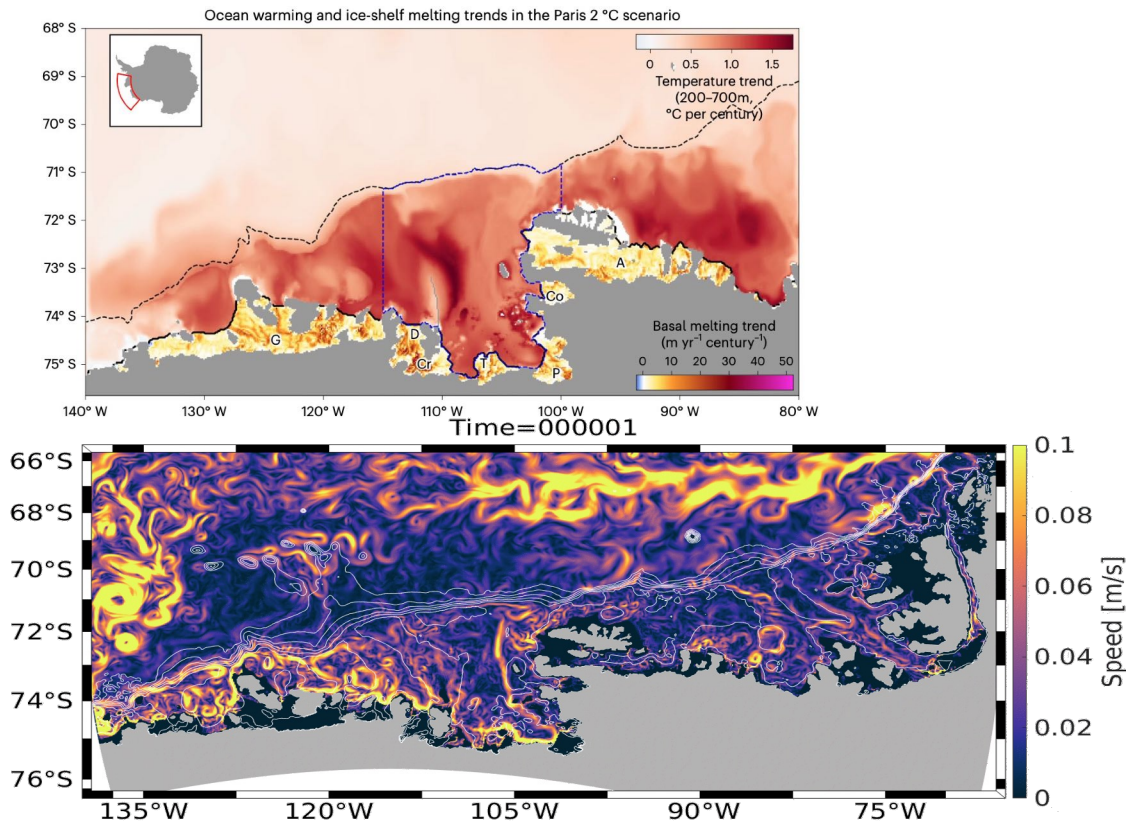 Ocean warming and ice-shelf melting trends in the Paris 2 °C scenario
68° S
69° S
70° S
71° S
72° S
73° S
74° S
75° S
0 0.5 1.0 1.5
Temperature trend
(200–700m,
°C per century)
A
Co
G
D
Cr
T
P
Basal melting trend
(m yr⁻¹ century⁻¹)
0 10 20 30 40 50
140° W 130° W 120° W 110° W 100° W 90° W 80° W
Time=000001
66°S
68°S
70°S
72°S
74°S
76°S
135°W 120°W 105°W 90°W 75°W
0.1
0.08
0.06
0.04
0.02
0
Speed [m/s]